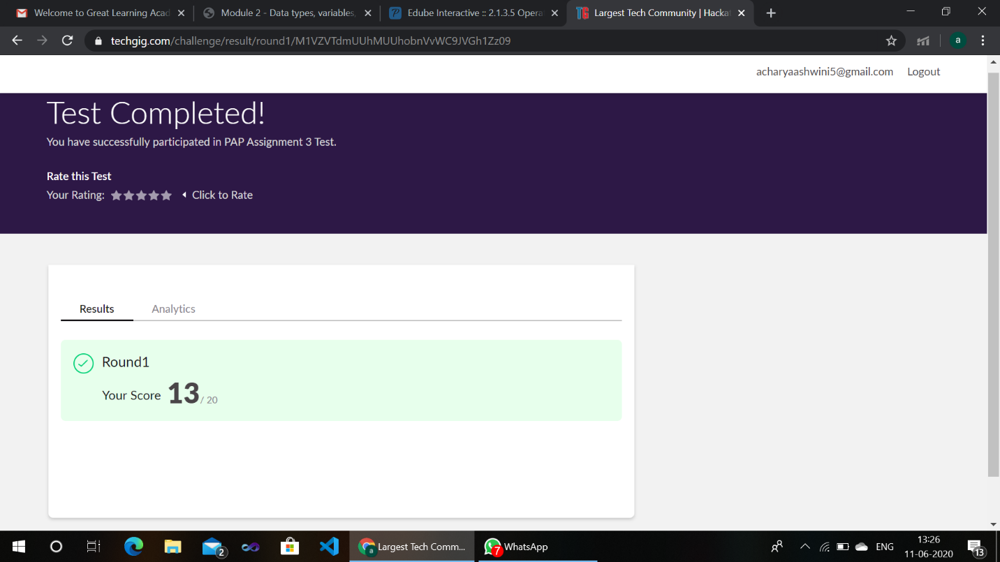 Welcome to Great Learning Acad
Module 2 - Data types, variables,
Edube Interactive :: 2.1.3.5 Opera
Largest Tech Community | Hacka
techgig.com/challenge/result/round1/M1VZVTdmUUhMUUhobnVvWC9JVGh1Zz09
a
acharyaashwini5@gmail.com Logout
Test Completed!
You have successfully participated in PAP Assignment 3 Test.
Rate this Test
Your Rating: Click to Rate
Results Analytics
Round1
Your Score 13 / 20
2
a
Largest Tech Comm...
7
WhatsApp
ENG
13:26
11-06-2020
13